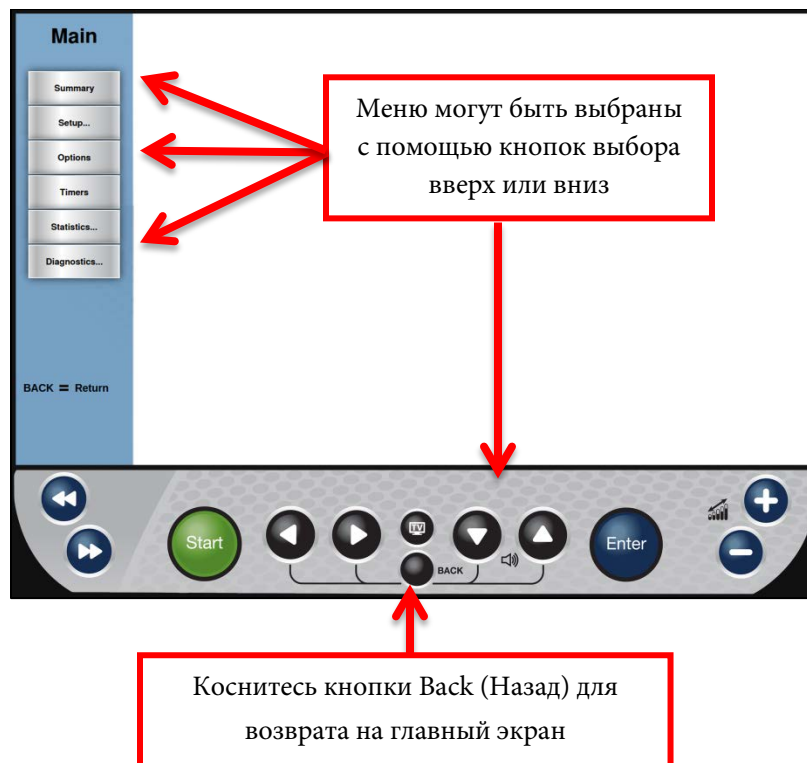 Main
Summary
Setup...
Options
Timers
Statistics...
Diagnostics...
BACK = Return
Меню могут быть выбраны
с помощью кнопок выбора
вверх или вниз
Start
TV
BACK
Enter
Коснитесь кнопки Back (Назад) для
возврата на главный экран